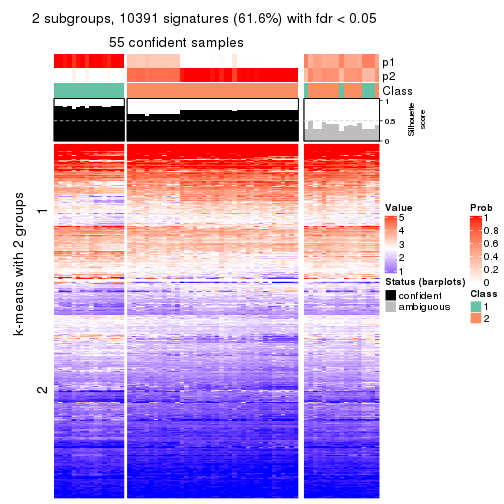 2 subgroups, 10391 signatures (61.6%) with fdr < 0.05
55 confident samples
p1
p2
Class
1
0.5
0
Silhouette
score
k-means with 2 groups
1
2
Value
5
4
3
2
1
Prob
1
0.8
0.6
0.4
0.2
0
Status (barplots)
confident
ambiguous
Class
1
2